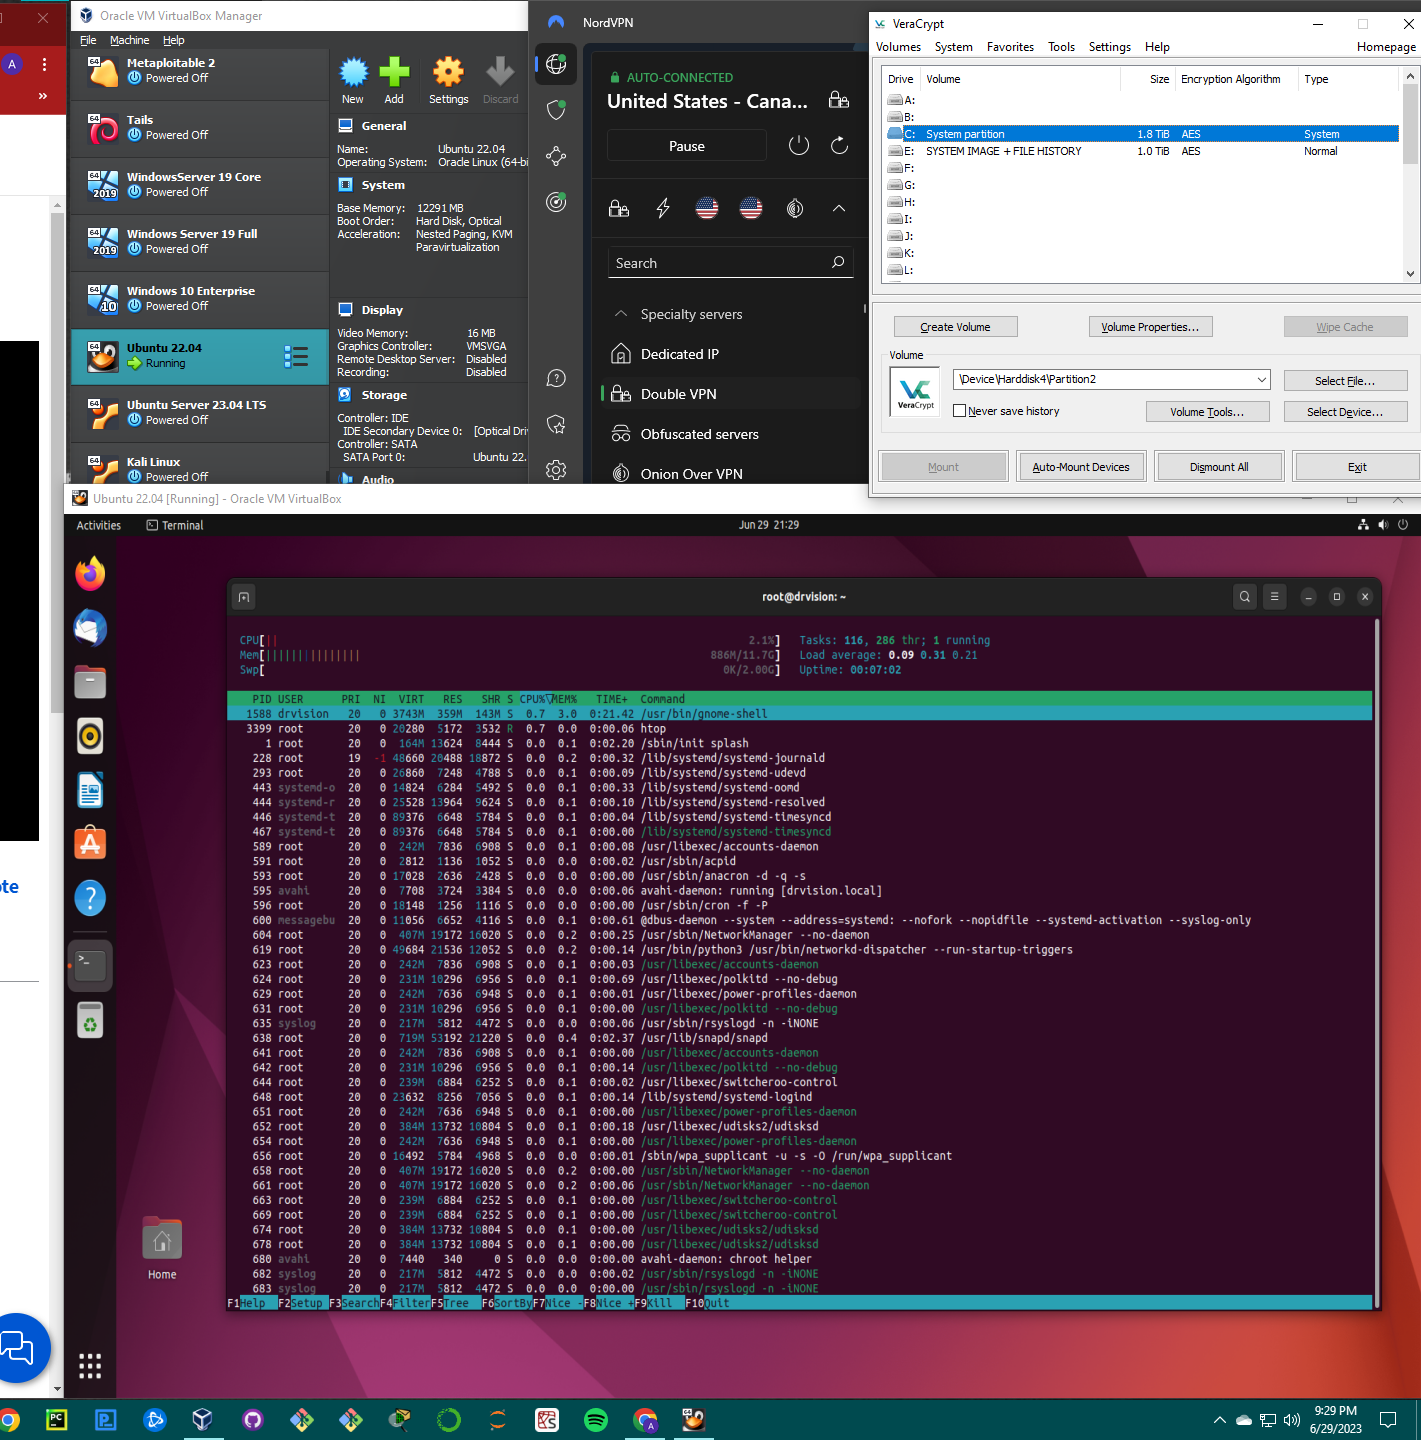 Oracle VM VirtualBox Manager
File Machine Help
64 Metaploitable 2
Powered Off
64 Tails
Powered Off
64 2019 WindowsServer 19 Core
Powered Off
64 2019 Windows Server 19 Full
Powered Off
64 10 Windows 10 Enterprise
Powered Off
64 Ubuntu 22.04
Running
64 Ubuntu Server 23.04 LTS
Powered Off
64 Kali Linux
Powered Off
New Add Settings Discard
General
Name: Ubuntu 22.04
Operating System: Oracle Linux (64-bi
System
Base Memory: 12291 MB
Boot Order: Hard Disk, Optical
Acceleration: Nested Paging, KVM
Paravirtualization
Display
Video Memory: 16 MB
Graphics Controller: VMSVGA
Remote Desktop Server: Disabled
Recording: Disabled
Storage
Controller: IDE
IDE Secondary Device 0: [Optical Driv
Controller: SATA
SATA Port 0: Ubuntu 22.
Audio
NordVPN
AUTO-CONNECTED
United States - Cana...
Pause
Search
Specialty servers
Dedicated IP
Double VPN
Obfuscated servers
Onion Over VPN
VeraCrypt
Volumes System Favorites Tools Settings Help Homepage
Drive Volume Size Encryption Algorithm Type
A:
B:
C: System partition 1.8 TiB AES System
E: SYSTEM IMAGE + FILE HISTORY 1.0 TiB AES Normal
F:
G:
H:
I:
J:
K:
L:
Create Volume Volume Properties... Wipe Cache
Volume
VeraCrypt
\Device\Harddisk4\Partition2 Select File...
Never save history Volume Tools... Select Device...
Mount Auto-Mount Devices Dismount All Exit
Ubuntu 22.04 [Running] - Oracle VM VirtualBox
Activities Terminal Jun 29 21:29
root@drvision: ~
CPU[|| 2.1%] Tasks: 116, 286 thr; 1 running
Mem[|||||||||||||||| 886M/11.7G] Load average: 0.09 0.31 0.21
Swp[ 0K/2.00G] Uptime: 00:07:02
PID USER PRI NI VIRT RES SHR S CPU%▽MEM% TIME+ Command
1588 drvision 20 0 3743M 359M 143M S 0.7 3.0 0:21.42 /usr/bin/gnome-shell
3399 root 20 0 20280 5172 3532 R 0.7 0.0 0:00.06 htop
1 root 20 0 164M 13624 8444 S 0.0 0.1 0:02.20 /sbin/init splash
228 root 19 -1 48660 20488 18872 S 0.0 0.2 0:00.32 /lib/systemd/systemd-journald
293 root 20 0 26860 7248 4788 S 0.0 0.1 0:00.09 /lib/systemd/systemd-udevd
443 systemd-o 20 0 14824 6284 5492 S 0.0 0.1 0:00.33 /lib/systemd/systemd-oomd
444 systemd-r 20 0 25528 13964 9624 S 0.0 0.1 0:00.10 /lib/systemd/systemd-resolved
446 systemd-t 20 0 89376 6648 5784 S 0.0 0.1 0:00.04 /lib/systemd/systemd-timesyncd
467 systemd-t 20 0 89376 6648 5784 S 0.0 0.1 0:00.00 /lib/systemd/systemd-timesyncd
589 root 20 0 242M 7836 6908 S 0.0 0.1 0:00.08 /usr/libexec/accounts-daemon
591 root 20 0 2812 1136 1052 S 0.0 0.0 0:00.02 /usr/sbin/acpid
593 root 20 0 17028 2636 2428 S 0.0 0.0 0:00.00 /usr/sbin/anacron -d -q -s
595 avahi 20 0 7708 3724 3384 S 0.0 0.0 0:00.06 avahi-daemon: running [drvision.local]
596 root 20 0 18148 1256 1116 S 0.0 0.0 0:00.00 /usr/sbin/cron -f -P
600 messagebu 20 0 11056 6652 4116 S 0.0 0.1 0:00.61 @dbus-daemon --system --address=systemd: --nofork --nopidfile --systemd-activation --syslog-only
604 root 20 0 407M 19172 16020 S 0.0 0.2 0:00.25 /usr/sbin/NetworkManager --no-daemon
619 root 20 0 49684 21536 12052 S 0.0 0.2 0:00.14 /usr/bin/python3 /usr/bin/networkd-dispatcher --run-startup-triggers
623 root 20 0 242M 7836 6908 S 0.0 0.1 0:00.03 /usr/libexec/accounts-daemon
624 root 20 0 231M 10296 6956 S 0.0 0.1 0:00.69 /usr/libexec/polkitd --no-debug
629 root 20 0 242M 7636 6948 S 0.0 0.1 0:00.01 /usr/libexec/power-profiles-daemon
631 root 20 0 231M 10296 6956 S 0.0 0.1 0:00.00 /usr/libexec/polkitd --no-debug
635 syslog 20 0 217M 5812 4472 S 0.0 0.0 0:00.06 /usr/sbin/rsyslogd -n -iNONE
638 root 20 0 719M 53192 21220 S 0.0 0.4 0:02.37 /usr/lib/snapd/snapd
641 root 20 0 242M 7836 6908 S 0.0 0.1 0:00.00 /usr/libexec/accounts-daemon
642 root 20 0 231M 10296 6956 S 0.0 0.1 0:00.14 /usr/libexec/polkitd --no-debug
644 root 20 0 239M 6884 6252 S 0.0 0.1 0:00.02 /usr/libexec/switcheroo-control
648 root 20 0 23632 8256 7056 S 0.0 0.1 0:00.14 /lib/systemd/systemd-logind
651 root 20 0 242M 7636 6948 S 0.0 0.1 0:00.00 /usr/libexec/power-profiles-daemon
652 root 20 0 384M 13732 10804 S 0.0 0.1 0:00.18 /usr/libexec/udisks2/udisksd
654 root 20 0 242M 7636 6948 S 0.0 0.1 0:00.00 /usr/libexec/power-profiles-daemon
656 root 20 0 16492 5784 4968 S 0.0 0.0 0:00.01 /sbin/wpa_supplicant -u -s -O /run/wpa_supplicant
658 root 20 0 407M 19172 16020 S 0.0 0.2 0:00.00 /usr/sbin/NetworkManager --no-daemon
661 root 20 0 407M 19172 16020 S 0.0 0.2 0:00.06 /usr/sbin/NetworkManager --no-daemon
663 root 20 0 239M 6884 6252 S 0.0 0.1 0:00.00 /usr/libexec/switcheroo-control
669 root 20 0 239M 6884 6252 S 0.0 0.1 0:00.00 /usr/libexec/switcheroo-control
674 root 20 0 384M 13732 10804 S 0.0 0.1 0:00.00 /usr/libexec/udisks2/udisksd
678 root 20 0 384M 13732 10804 S 0.0 0.1 0:00.00 /usr/libexec/udisks2/udisksd
680 avahi 20 0 7440 340 0 S 0.0 0.0 0:00.00 avahi-daemon: chroot helper
682 syslog 20 0 217M 5812 4472 S 0.0 0.0 0:00.02 /usr/sbin/rsyslogd -n -iNONE
683 syslog 20 0 217M 5812 4472 S 0.0 0.0 0:00.00 /usr/sbin/rsyslogd -n -iNONE
F1Help F2Setup F3SearchF4FilterF5Tree F6SortByF7Nice -F8Nice +F9Kill F10Quit
Home
A
ote
PC
9:29 PM
6/29/2023